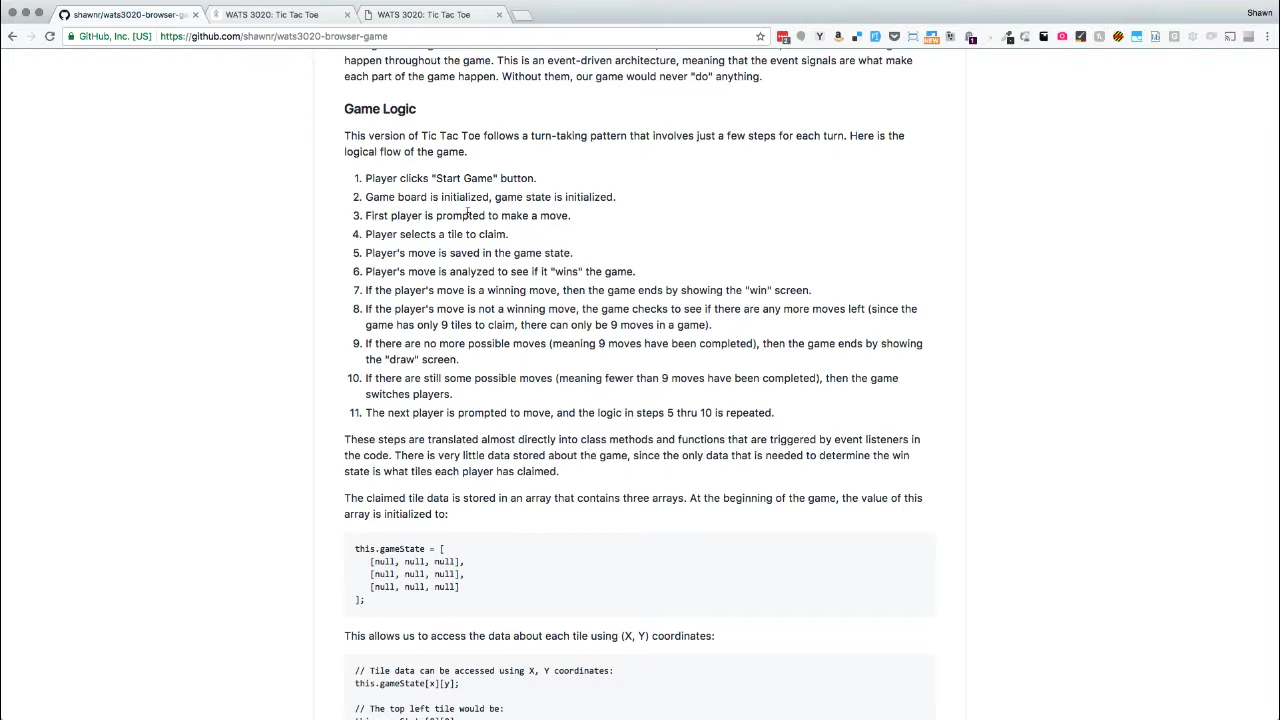 shawnr/wats3020-browser-ga
WATS 3020: Tic Tac Toe
WATS 3020: Tic Tac Toe
Shawn
GitHub, Inc. [US]
https://github.com/shawnr/wats3020-browser-game
happen throughout the game. This is an event-driven architecture, meaning that the event signals are what make
each part of the game happen. Without them, our game would never "do" anything.
Game Logic
This version of Tic Tac Toe follows a turn-taking pattern that involves just a few steps for each turn. Here is the
logical flow of the game.
1. Player clicks "Start Game" button.
2. Game board is initialized, game state is initialized.
3. First player is prompted to make a move.
4. Player selects a tile to claim.
5. Player's move is saved in the game state.
6. Player's move is analyzed to see if it "wins" the game.
7. If the player's move is a winning move, then the game ends by showing the "win" screen.
8. If the player's move is not a winning move, the game checks to see if there are any more moves left (since the
game has only 9 tiles to claim, there can only be 9 moves in a game).
9. If there are no more possible moves (meaning 9 moves have been completed), then the game ends by showing
the "draw" screen.
10. If there are still some possible moves (meaning fewer than 9 moves have been completed), then the game
switches players.
11. The next player is prompted to move, and the logic in steps 5 thru 10 is repeated.
These steps are translated almost directly into class methods and functions that are triggered by event listeners in
the code. There is very little data stored about the game, since the only data that is needed to determine the win
state is what tiles each player has claimed.
The claimed tile data is stored in an array that contains three arrays. At the beginning of the game, the value of this
array is initialized to:
this.gameState = [
[null, null, null],
[null, null, null],
[null, null, null]
];
This allows us to access the data about each tile using (X, Y) coordinates:
// Tile data can be accessed using X, Y coordinates:
this.gameState[x][y];
// The top left tile would be: